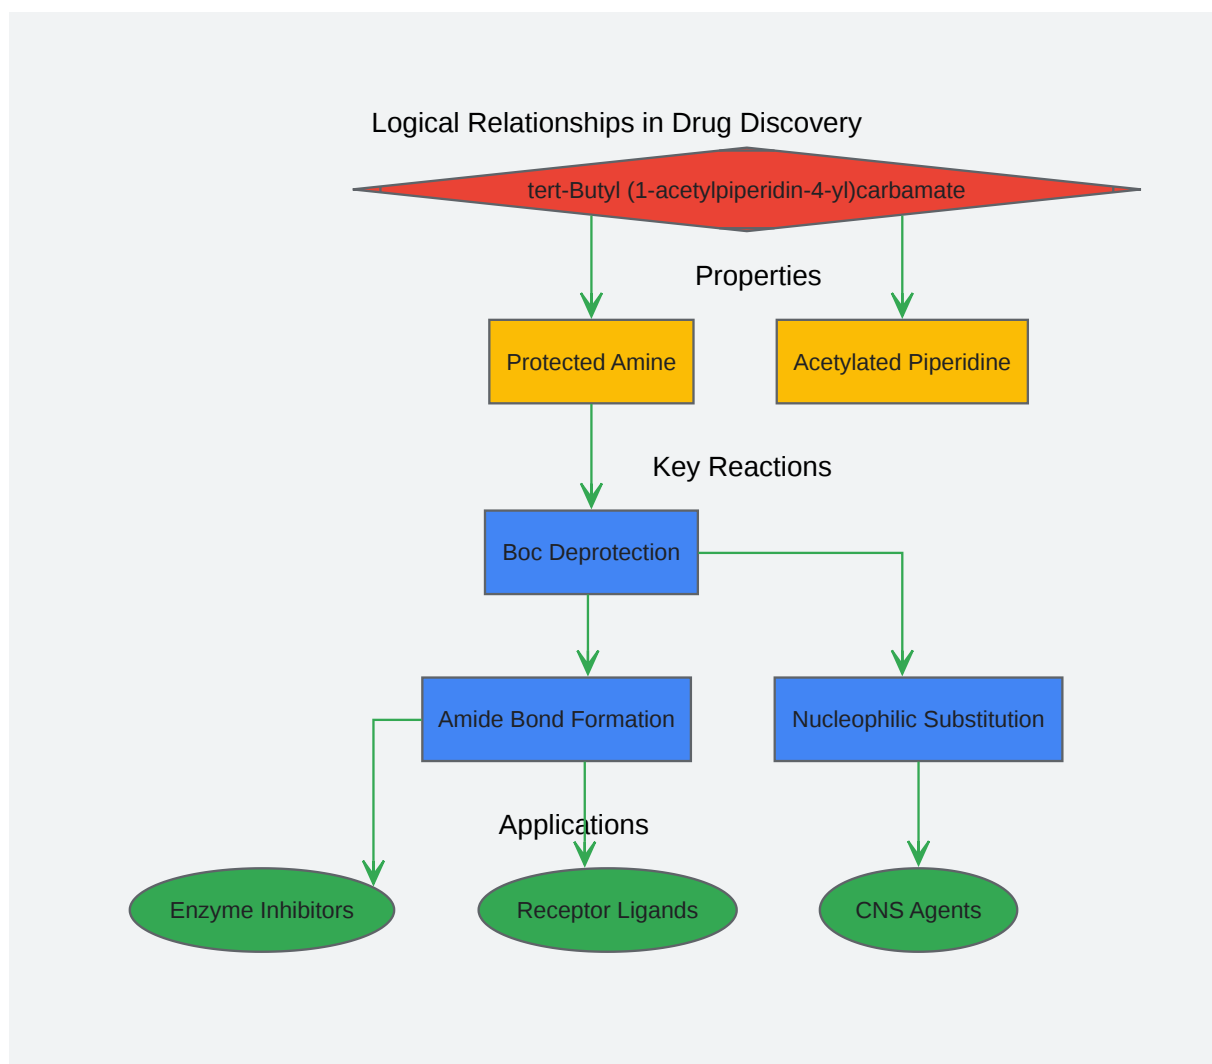 Logical Relationships in Drug Discovery
tert-Butyl (1-acetylpiperidin-4-yl)carbamate
Properties
Protected Amine
Acetylated Piperidine
Key Reactions
Boc Deprotection
Amide Bond Formation
Nucleophilic Substitution
Applications
Enzyme Inhibitors
Receptor Ligands
CNS Agents